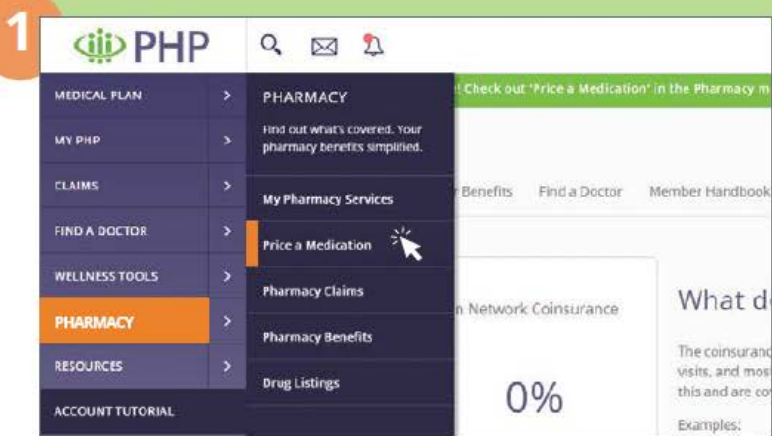 1
PHP
MEDICAL PLAN
MY PHP
CLAIMS
FIND A DOCTOR
WELLNESS TOOLS
PHARMACY
RESOURCES
ACCOUNT TUTORIAL
PHARMACY
Find out what's covered. Your
pharmacy benefits simplified.
My Pharmacy Services
Price a Medication
Pharmacy Claims
Pharmacy Benefits
Drug Listings
! Check out 'Price a Medication' in the Pharmacy m
Benefits Find a Doctor Member Handbook
n Network Coinsurance
0%
What d
The coinsuranc
visits, and most
this and are co
Examples: